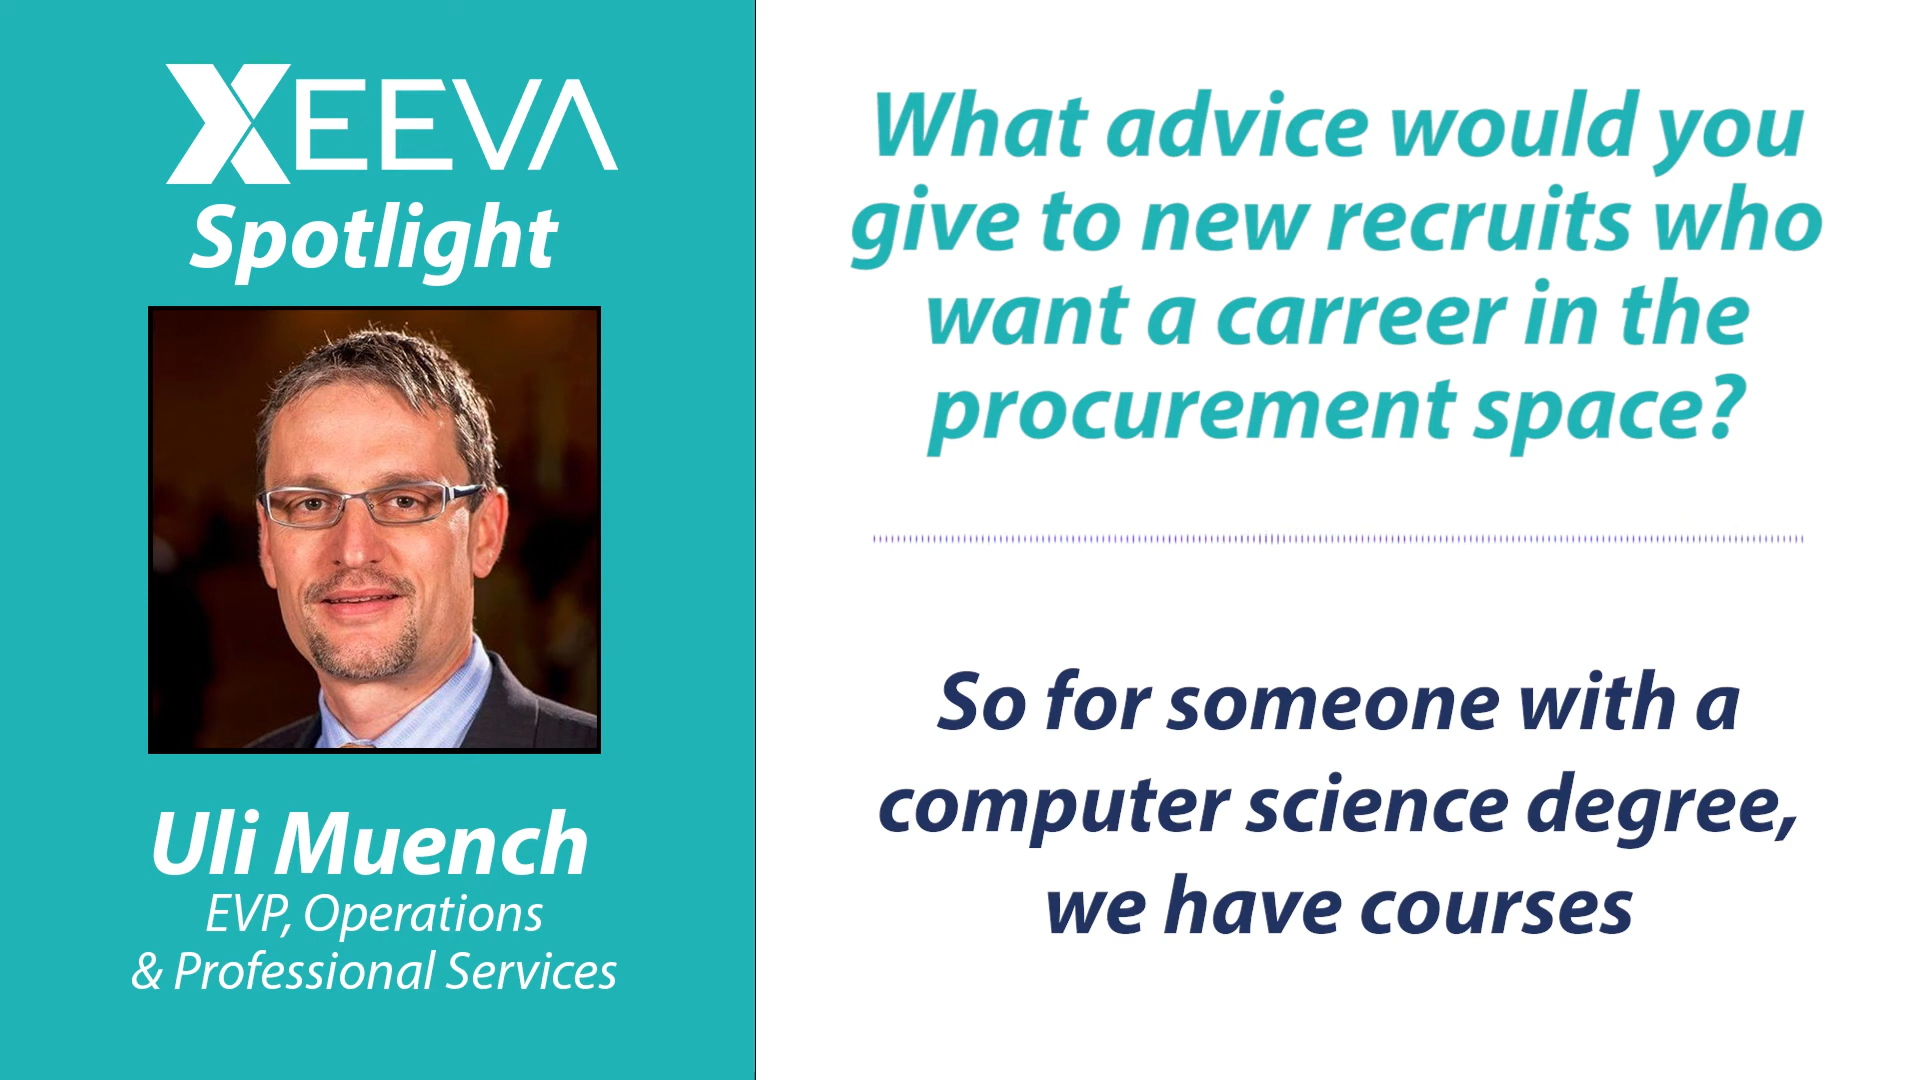 XEEVA
Spotlight
Uli Muench
EVP, Operations
& Professional Services
What advice would you
give to new recruits who
want a carreer in the
procurement space?
So for someone with a
computer science degree,
we have courses